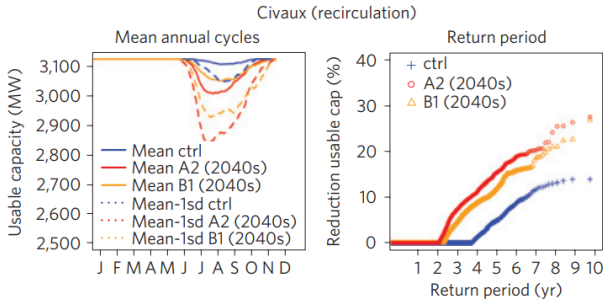 Civaux (recirculation)
Mean annual cycles
Usable capacity (MW)
3,100
3,000
2,900
2,800
2,700
2,600
2,500
Mean ctrl
Mean A2 (2040s)
Mean B1 (2040s)
Mean-1sd ctrl
Mean-1sd A2 (2040s)
Mean-1sd B1 (2040s)
J F M A M J J A S O N D
Return period
Reduction usable cap (%)
40
30
20
10
0
ctrl
A2 (2040s)
B1 (2040s)
1 2 3 4 5 6 7 8 9 10
Return period (yr)